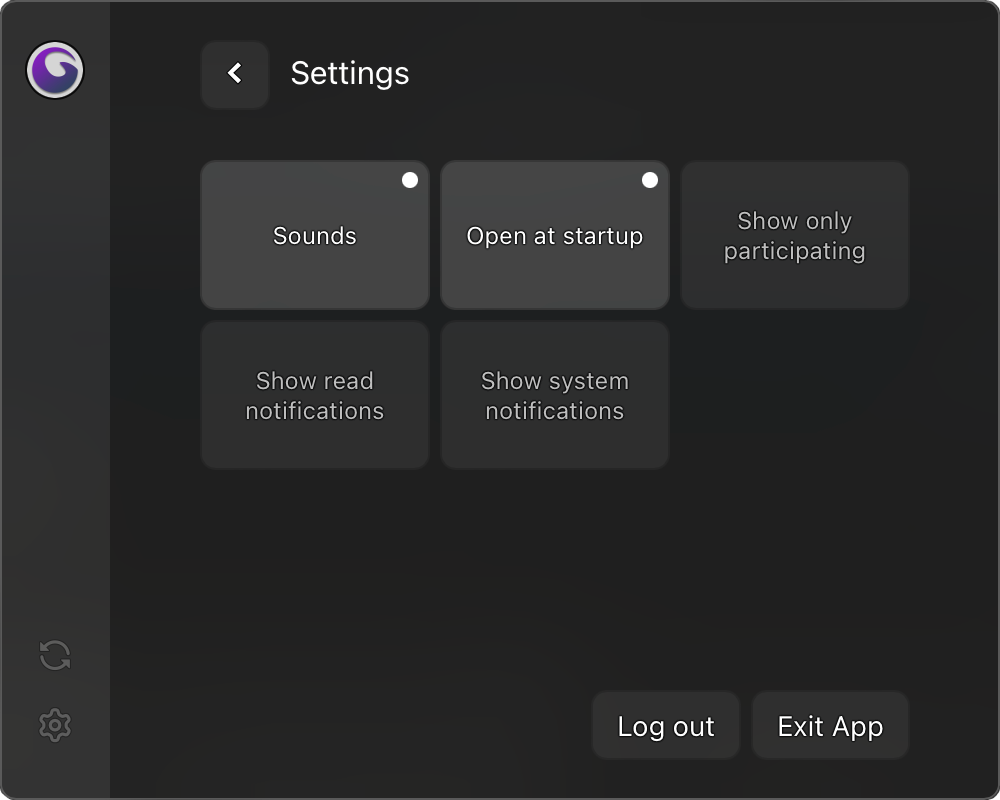 Settings
Sounds
Open at startup
Show only
participating
Show read
notifications
Show system
notifications
Log out
Exit App